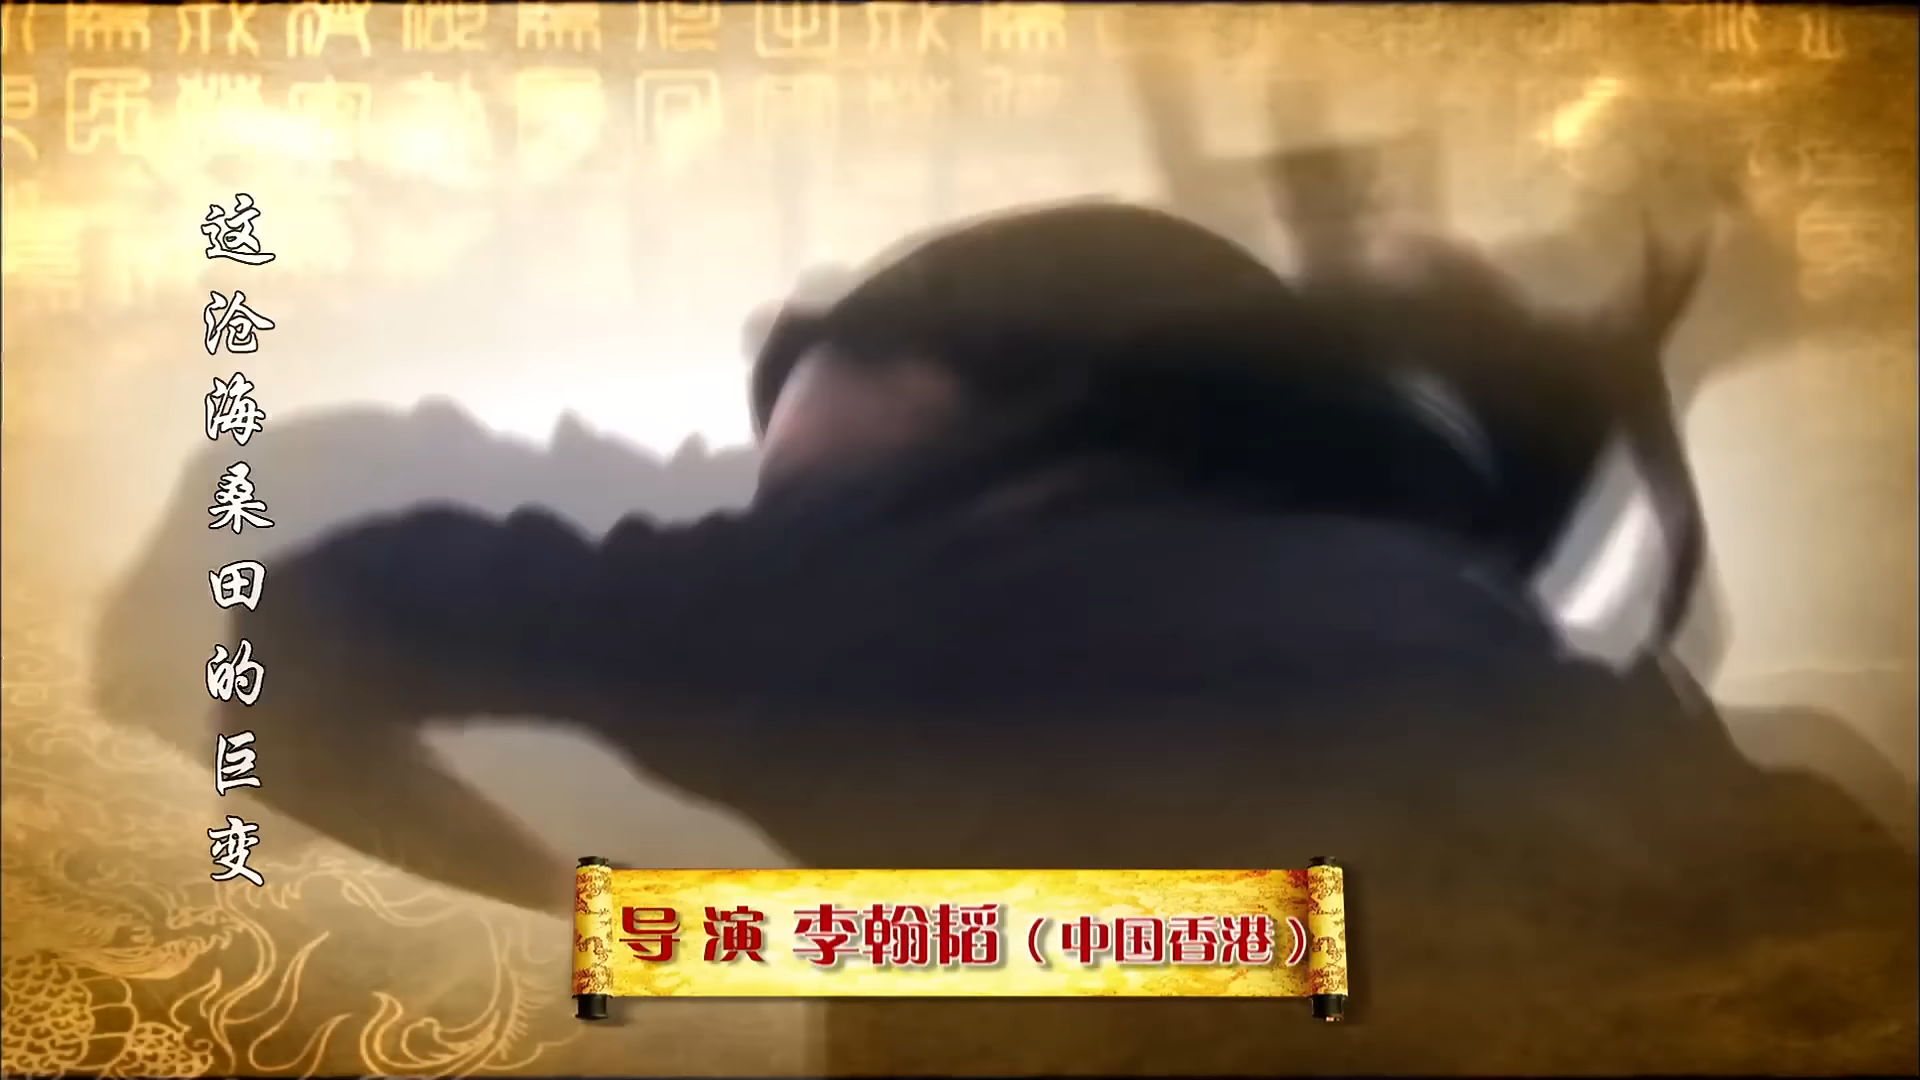 这沧海桑田的巨变
导演 李翰韬（中国香港）